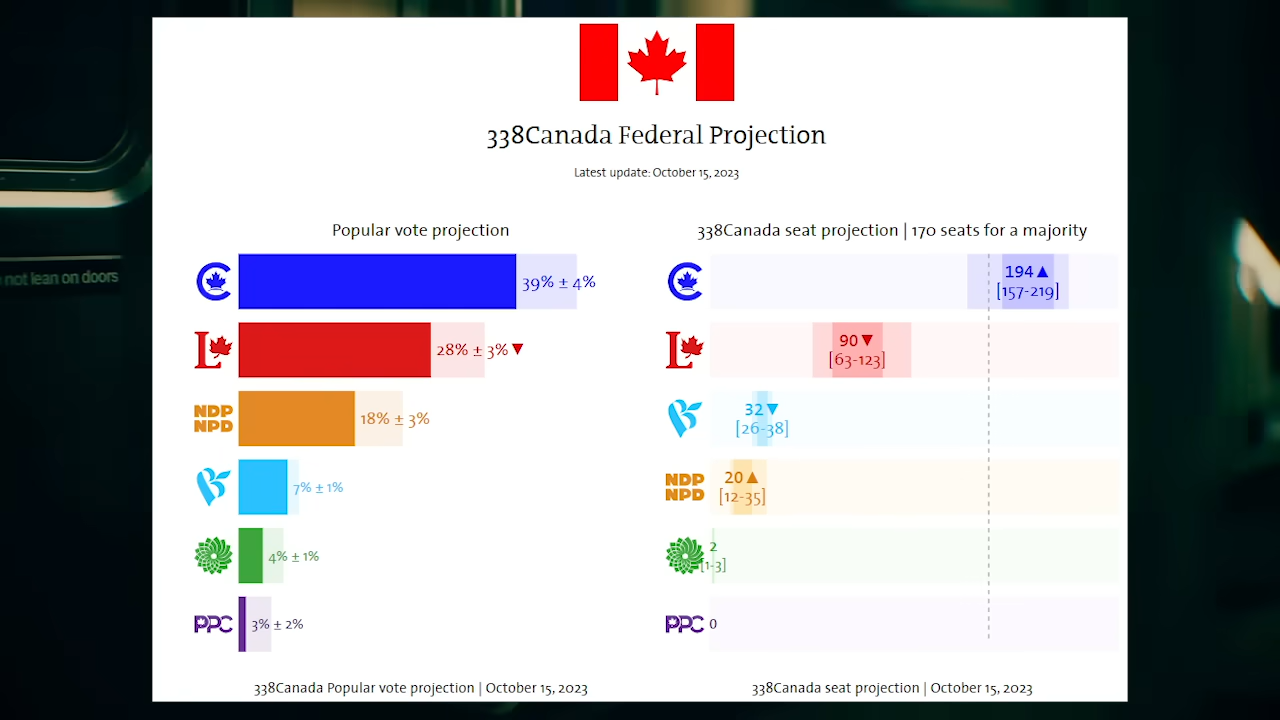 338Canada Federal Projection
Latest update: October 15, 2023
Popular vote projection
39% ± 4%
L 28% ± 3% ▼
NDP
NPD
18% ± 3%
7% ± 1%
4% ± 1%
PPC 3% ± 2%
338Canada Popular vote projection | October 15, 2023
338Canada seat projection | 170 seats for a majority
194 ▲
[157-219]
L 90 ▼
[63-123]
32 ▼
[26-38]
NDP
NPD
20 ▲
[12-35]
2
[1-3]
PPC 0
338Canada seat projection | October 15, 2023
not lean on doors